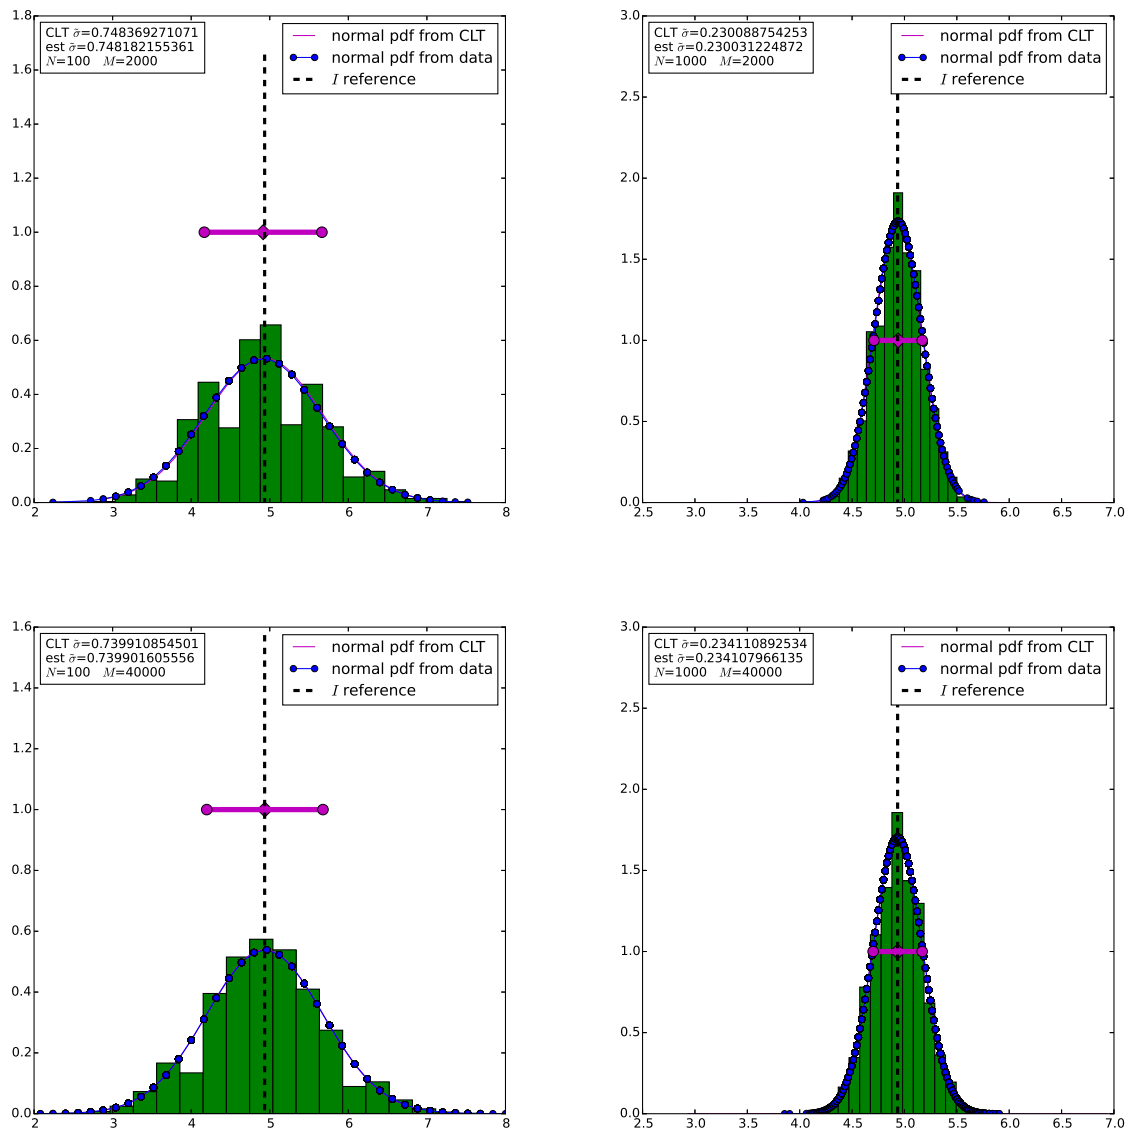 CLT σ̃=0.748369271071
est σ̃=0.748182155361
N=100 M=2000
normal pdf from CLT
normal pdf from data
I reference
1.8
1.6
1.4
1.2
1.0
0.8
0.6
0.4
0.2
0.0
2 3 4 5 6 7 8
CLT σ̃=0.230088754253
est σ̃=0.230031224872
N=1000 M=2000
normal pdf from CLT
normal pdf from data
I reference
3.0
2.5
2.0
1.5
1.0
0.5
0.0
2.5 3.0 3.5 4.0 4.5 5.0 5.5 6.0 6.5 7.0
CLT σ̃=0.739910854501
est σ̃=0.739901605556
N=100 M=40000
normal pdf from CLT
normal pdf from data
I reference
1.6
1.4
1.2
1.0
0.8
0.6
0.4
0.2
0.0
2 3 4 5 6 7 8
CLT σ̃=0.234110892534
est σ̃=0.234107966135
N=1000 M=40000
normal pdf from CLT
normal pdf from data
I reference
3.0
2.5
2.0
1.5
1.0
0.5
0.0
2.5 3.0 3.5 4.0 4.5 5.0 5.5 6.0 6.5 7.0